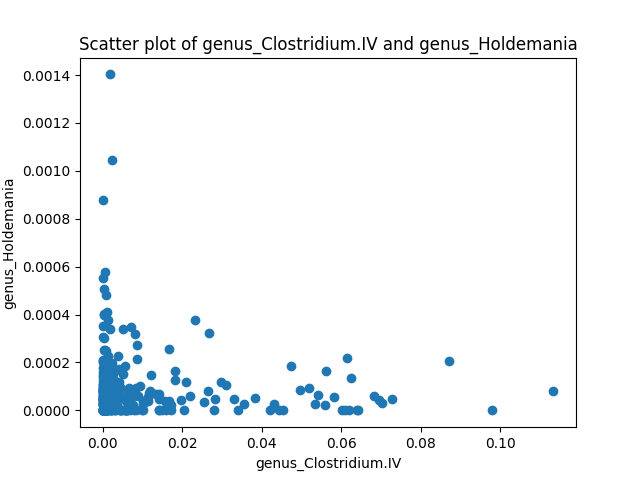 Scatter plot of genus_Clostridium.IV and genus_Holdemania
0.0014
0.0012
0.0010
0.0008
0.0006
0.0004
0.0002
0.0000
genus_Holdemania
0.00 0.02 0.04 0.06 0.08 0.10
genus_Clostridium.IV